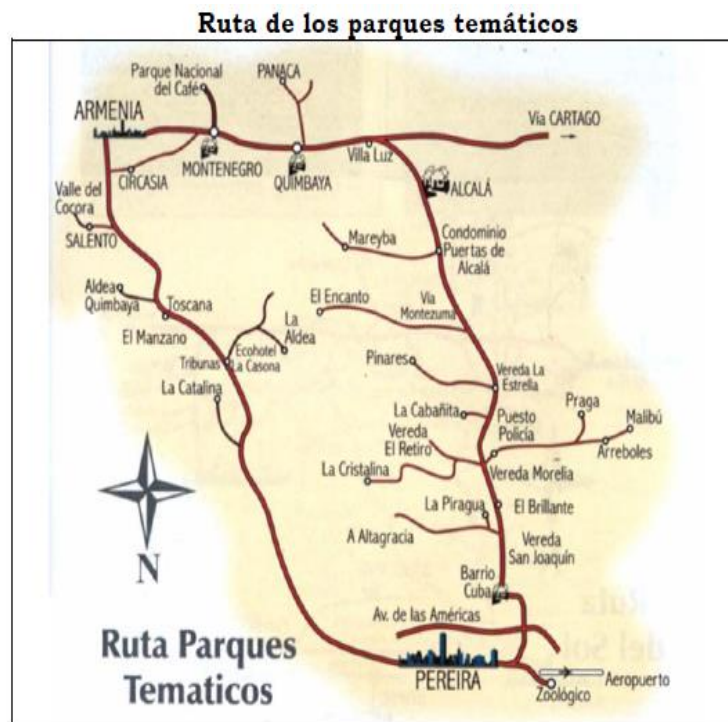 Ruta de los parques temáticos
Parque Nacional
del Café
PANACA
ARMENIA
Vía CARTAGO
MONTENEGRO
QUIMBAYA
Villa Luz
CIRCASIA
ALCALÁ
Valle del
Cocora
SALENTO
Mareyba
Condominio
Puertas de
Alcalá
Aldea
Quimbaya
Toscana
El Manzano
El Encanto
Vía
Montezuma
La
Aldea
Ecohotel
La Casona
Tribunas
La Catalina
Pinares
Vereda La
Estrella
La Cabañita
Puesto
Policía
Praga
Malibú
Arreboles
Vereda
El Retiro
La Cristalina
Vereda Morelia
La Piragua
El Brillante
A Altagracia
Vereda
San Joaquín
Barrio
Cuba
N
Av. de las Américas
Ruta Parques
Tematicos
PEREIRA
Aeropuerto
Zoológico